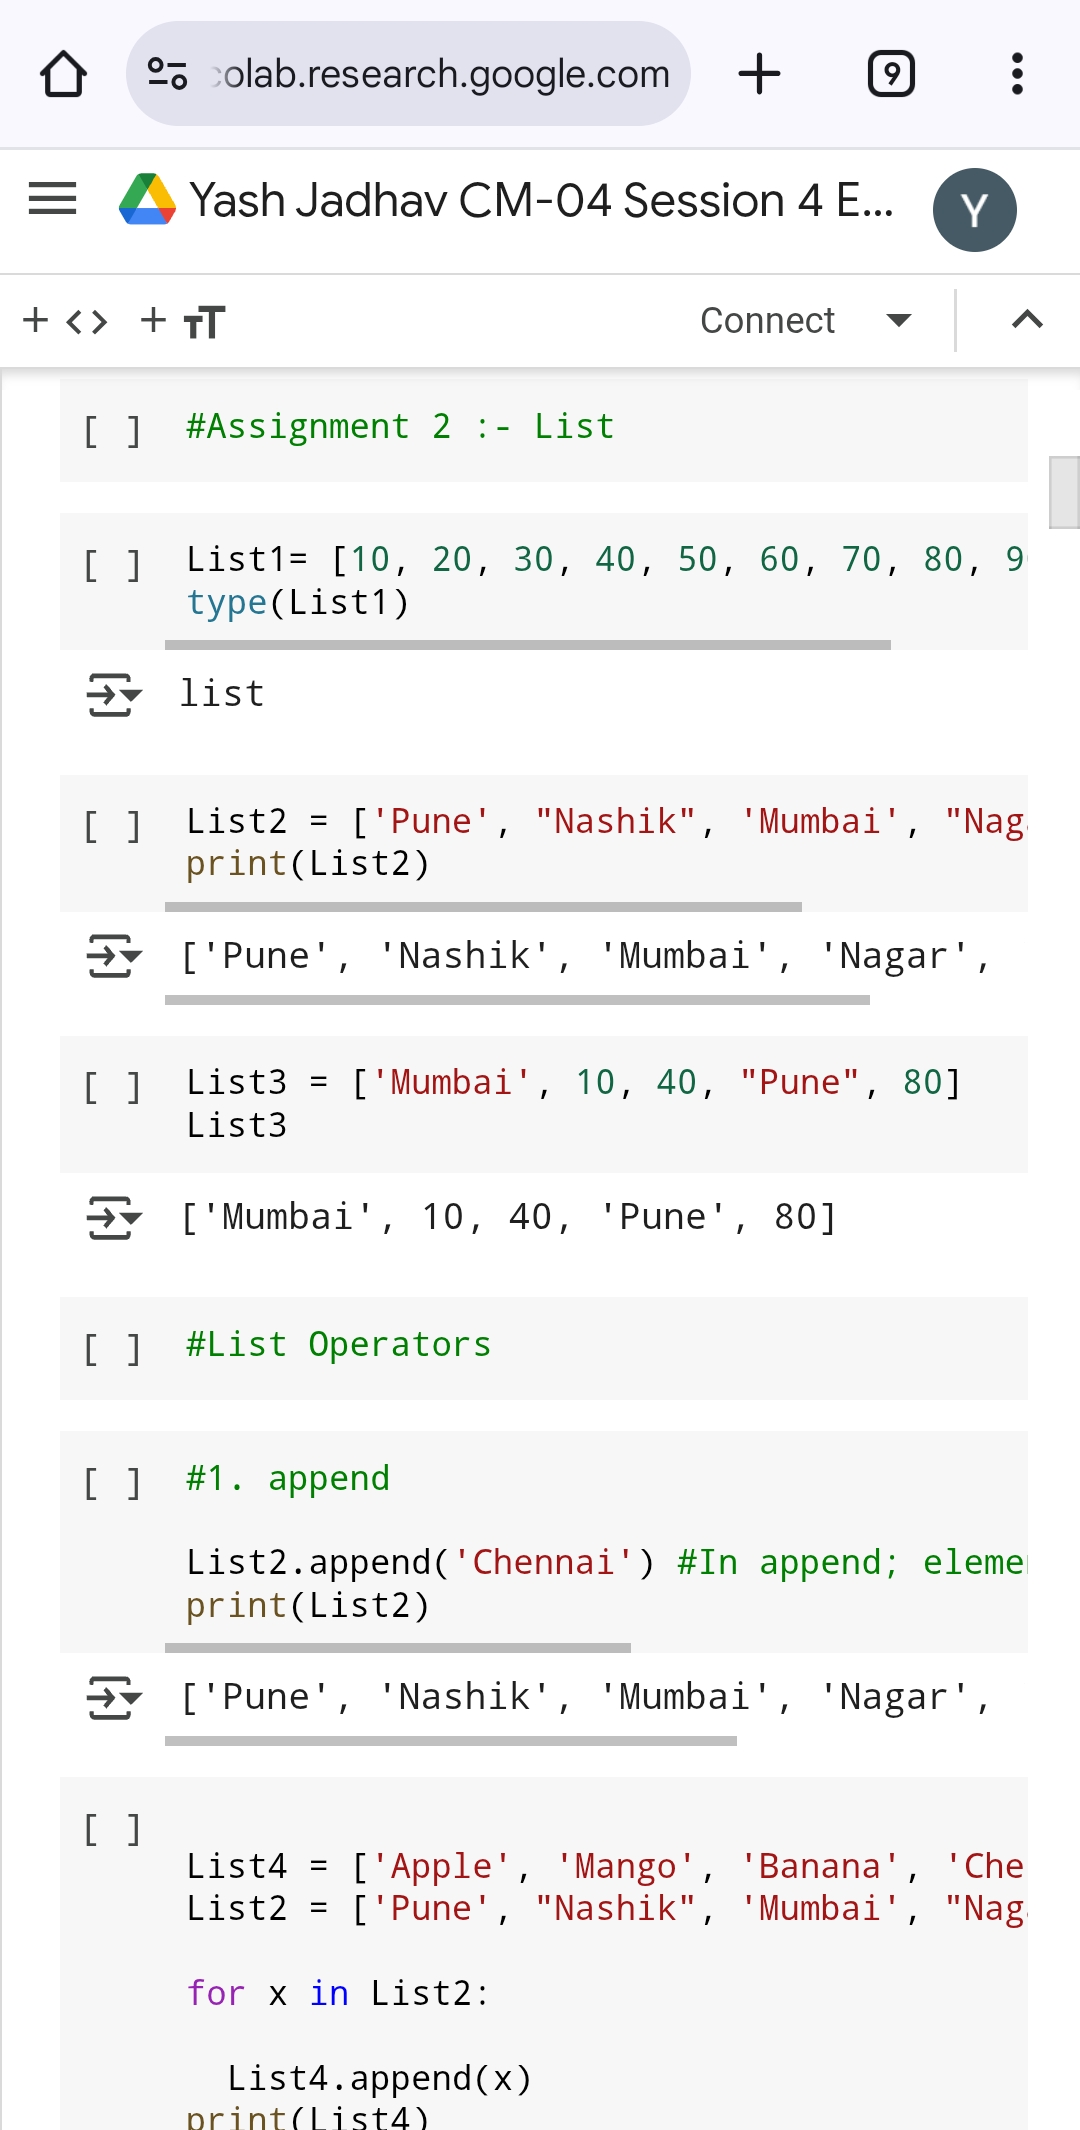 olab.research.google.com
9
Yash Jadhav CM-04 Session 4 E...
Y
+ <> + TT
Connect
[ ] #Assignment 2 :- List
[ ] List1= [10, 20, 30, 40, 50, 60, 70, 80, 9
type(List1)
list
[ ] List2 = ['Pune', "Nashik", 'Mumbai', "Nag
print(List2)
['Pune', 'Nashik', 'Mumbai', 'Nagar',
[ ] List3 = ['Mumbai', 10, 40, "Pune", 80]
List3
['Mumbai', 10, 40, 'Pune', 80]
[ ] #List Operators
[ ] #1. append
List2.append('Chennai') #In append; eleme
print(List2)
['Pune', 'Nashik', 'Mumbai', 'Nagar',
[ ]
List4 = ['Apple', 'Mango', 'Banana', 'Che
List2 = ['Pune', "Nashik", 'Mumbai', "Nag
for x in List2:
List4.append(x)
print(List4)